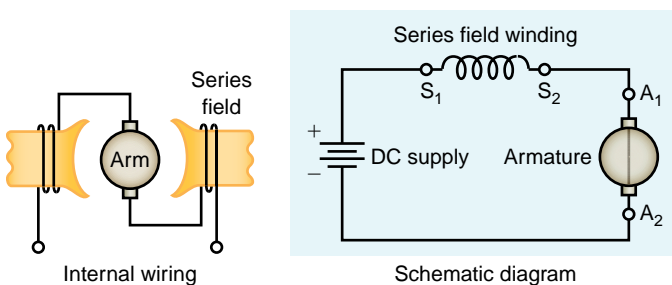 Series
field
Arm
Internal wiring
Series field winding
S1 S2
A1
+
DC supply
Armature
−
A2
Schematic diagram